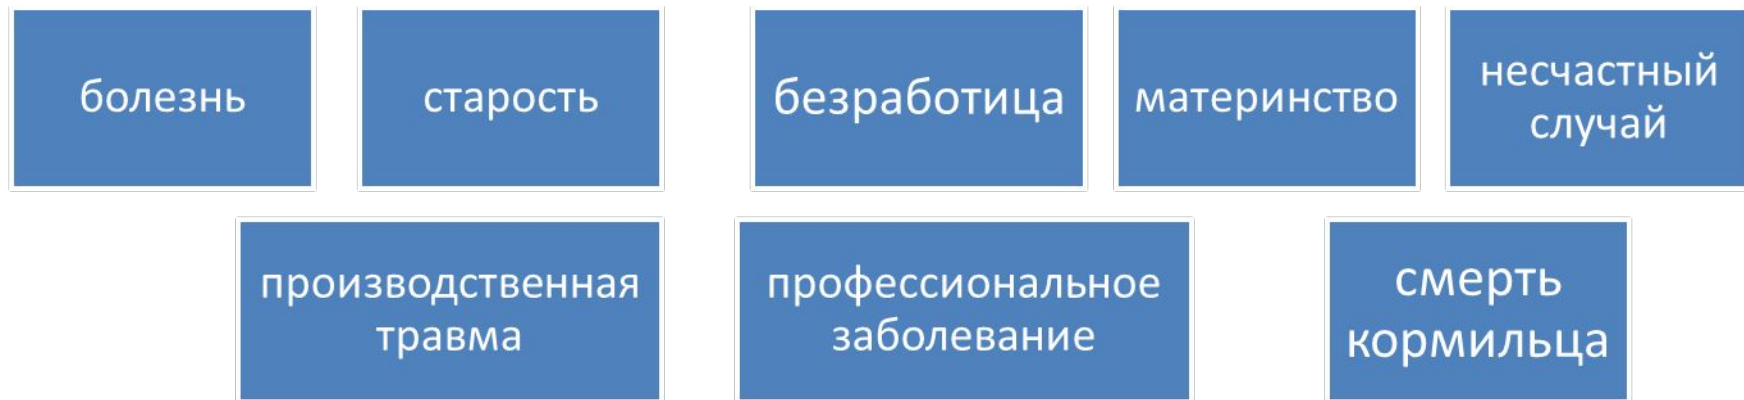 болезнь
старость
безработица
материнство
несчастный
случай
производственная
травма
профессиональное
заболевание
смерть
кормильца